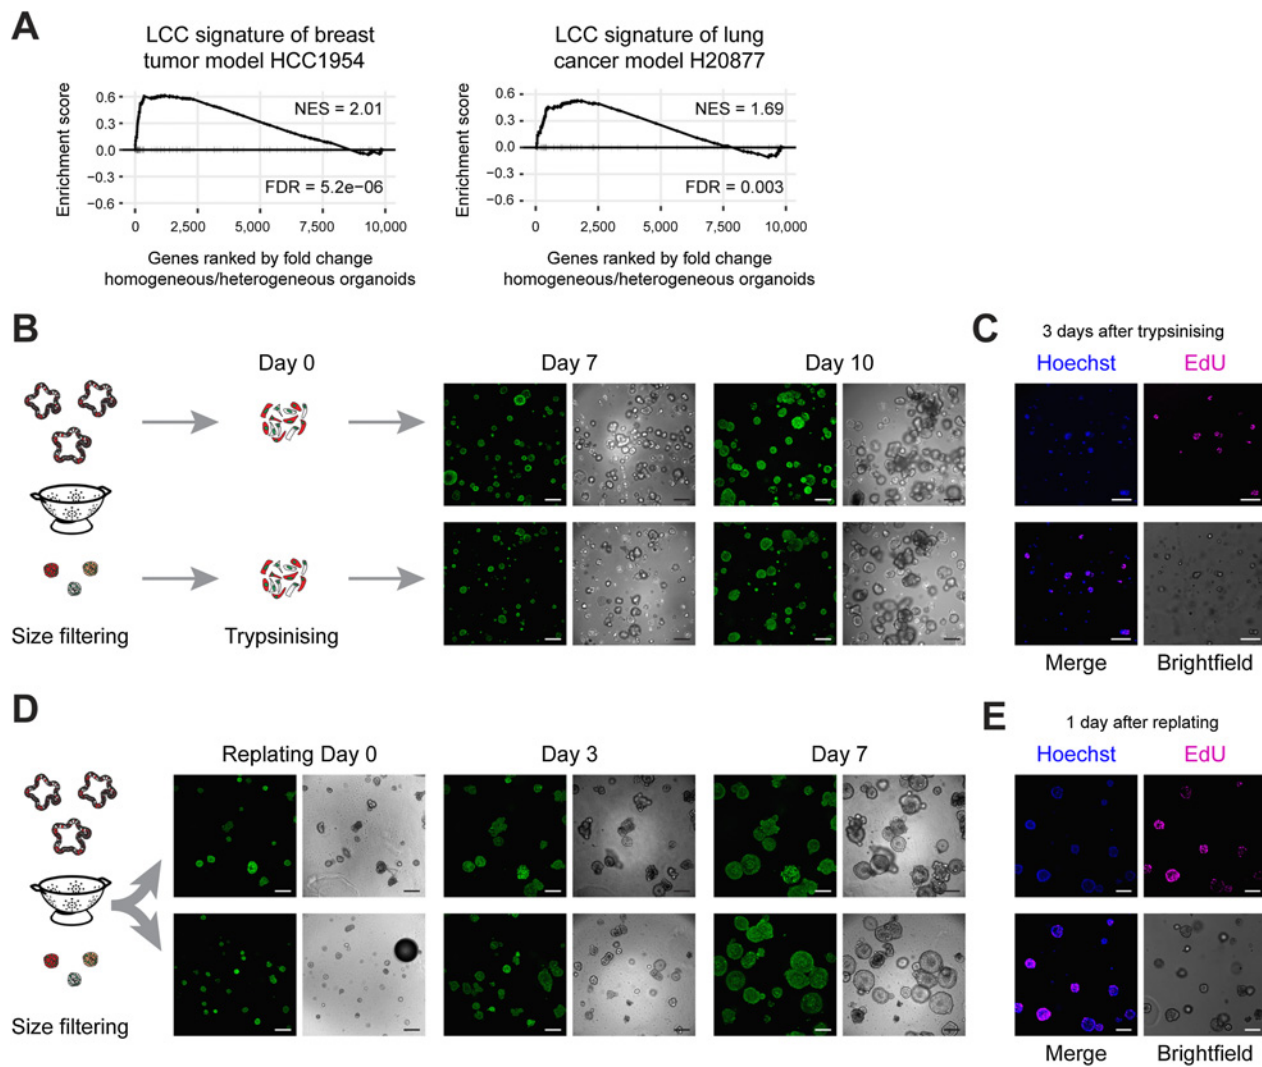 A
LCC signature of breast
tumor model HCC1954
Enrichment score
0.6
0.3
0.0
−0.3
−0.6
NES = 2.01
FDR = 5.2e−06
0
2,500
5,000
7,500
10,000
Genes ranked by fold change
homogeneous/heterogeneous organoids
LCC signature of lung
cancer model H20877
Enrichment score
0.6
0.3
0.0
−0.3
−0.6
NES = 1.69
FDR = 0.003
0
2,500
5,000
7,500
10,000
Genes ranked by fold change
homogeneous/heterogeneous organoids
B
Day 0
Day 7
Day 10
Size filtering
Trypsinising
C
3 days after trypsinising
Hoechst
EdU
Merge
Brightfield
D
Replating Day 0
Day 3
Day 7
Size filtering
E
1 day after replating
Hoechst
EdU
Merge
Brightfield